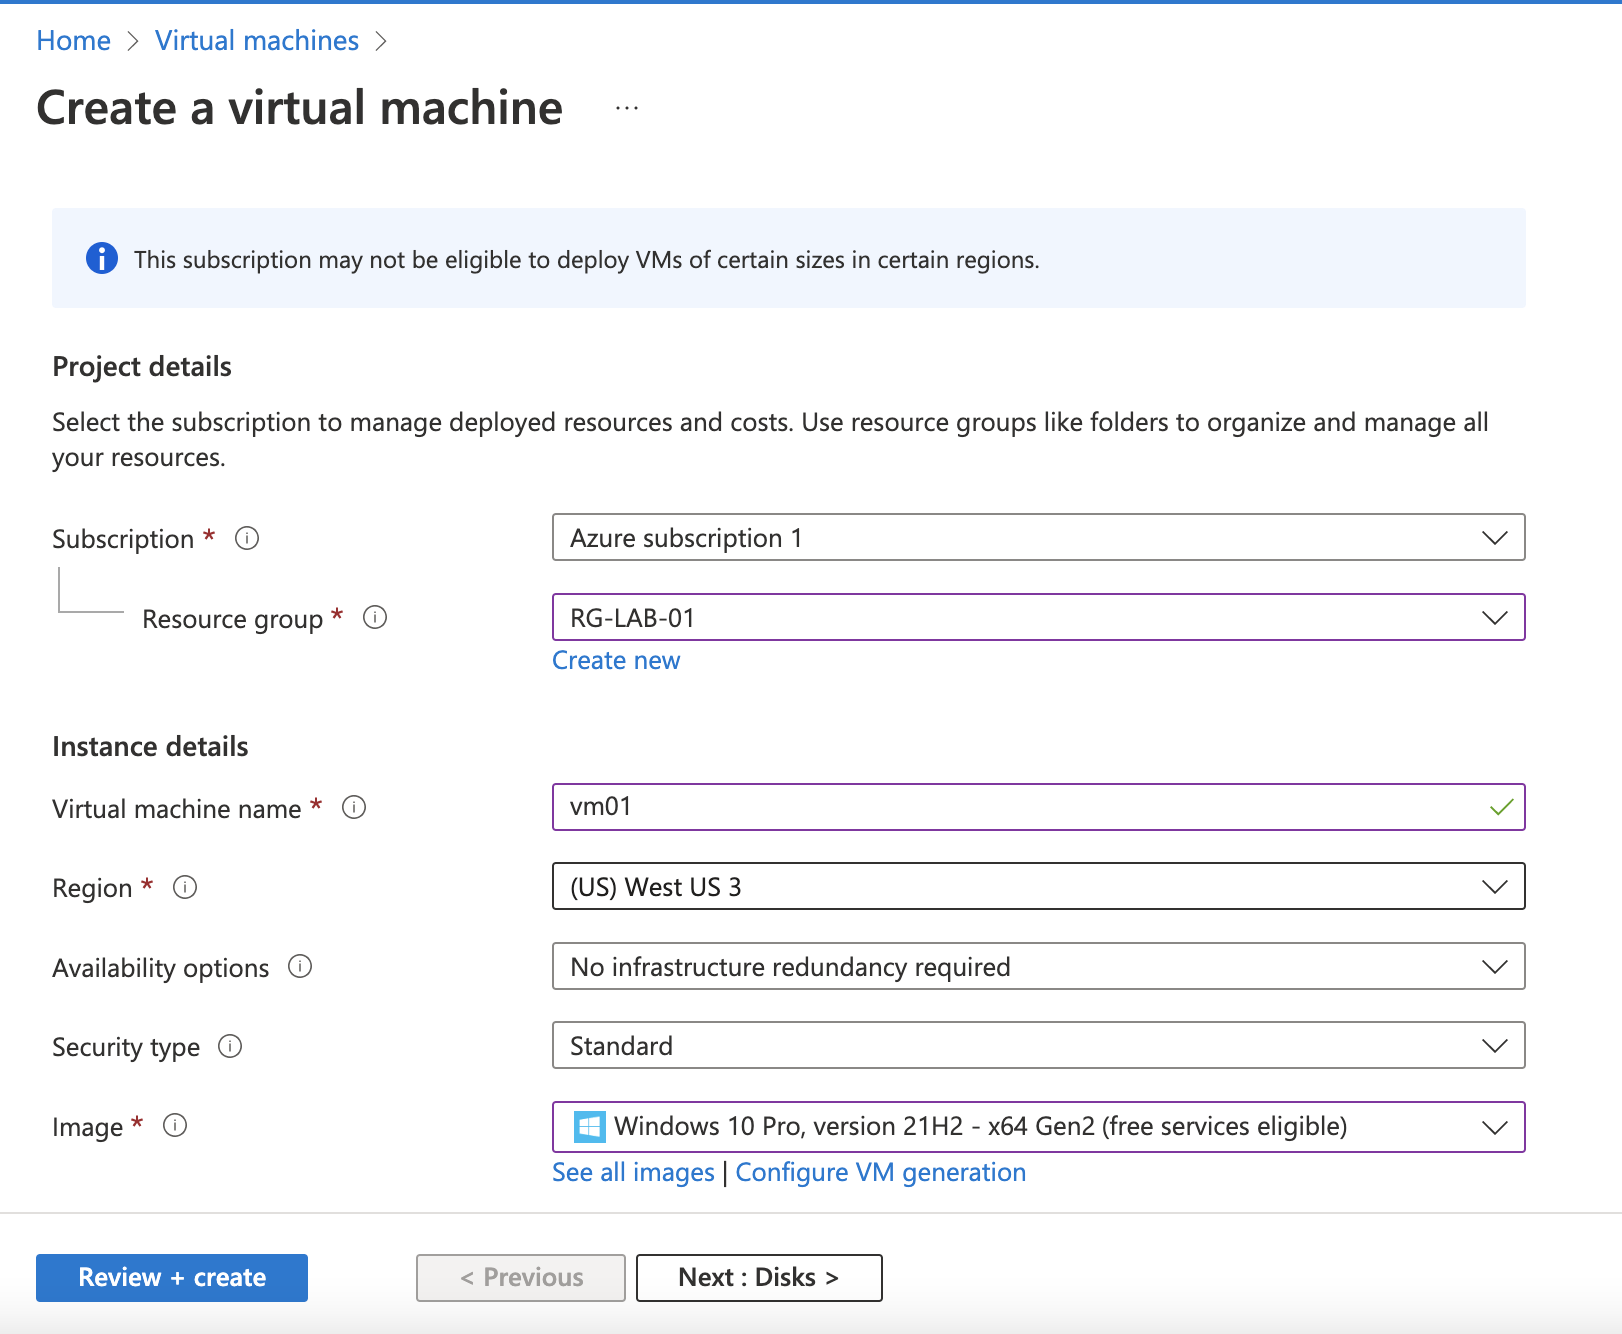 Home > Virtual machines >
Create a virtual machine ...
This subscription may not be eligible to deploy VMs of certain sizes in certain regions.
Project details
Select the subscription to manage deployed resources and costs. Use resource groups like folders to organize and manage all
your resources.
Subscription * Azure subscription 1
Resource group * RG-LAB-01
Create new
Instance details
Virtual machine name * vm01
Region * (US) West US 3
Availability options No infrastructure redundancy required
Security type Standard
Image * Windows 10 Pro, version 21H2 - x64 Gen2 (free services eligible)
See all images | Configure VM generation
Review + create < Previous Next : Disks >